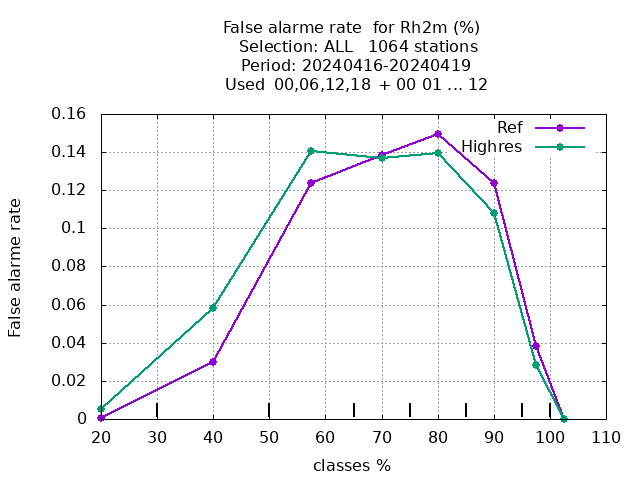 False alarme rate  for Rh2m (%)
Selection: ALL   1064 stations
Period: 20240416-20240419
Used  00,06,12,18  + 00 01 ... 12
Ref
Highres
False alarme rate
0.16
0.14
0.12
0.1
0.08
0.06
0.04
0.02
0
20 30 40 50 60 70 80 90 100 110
classes %